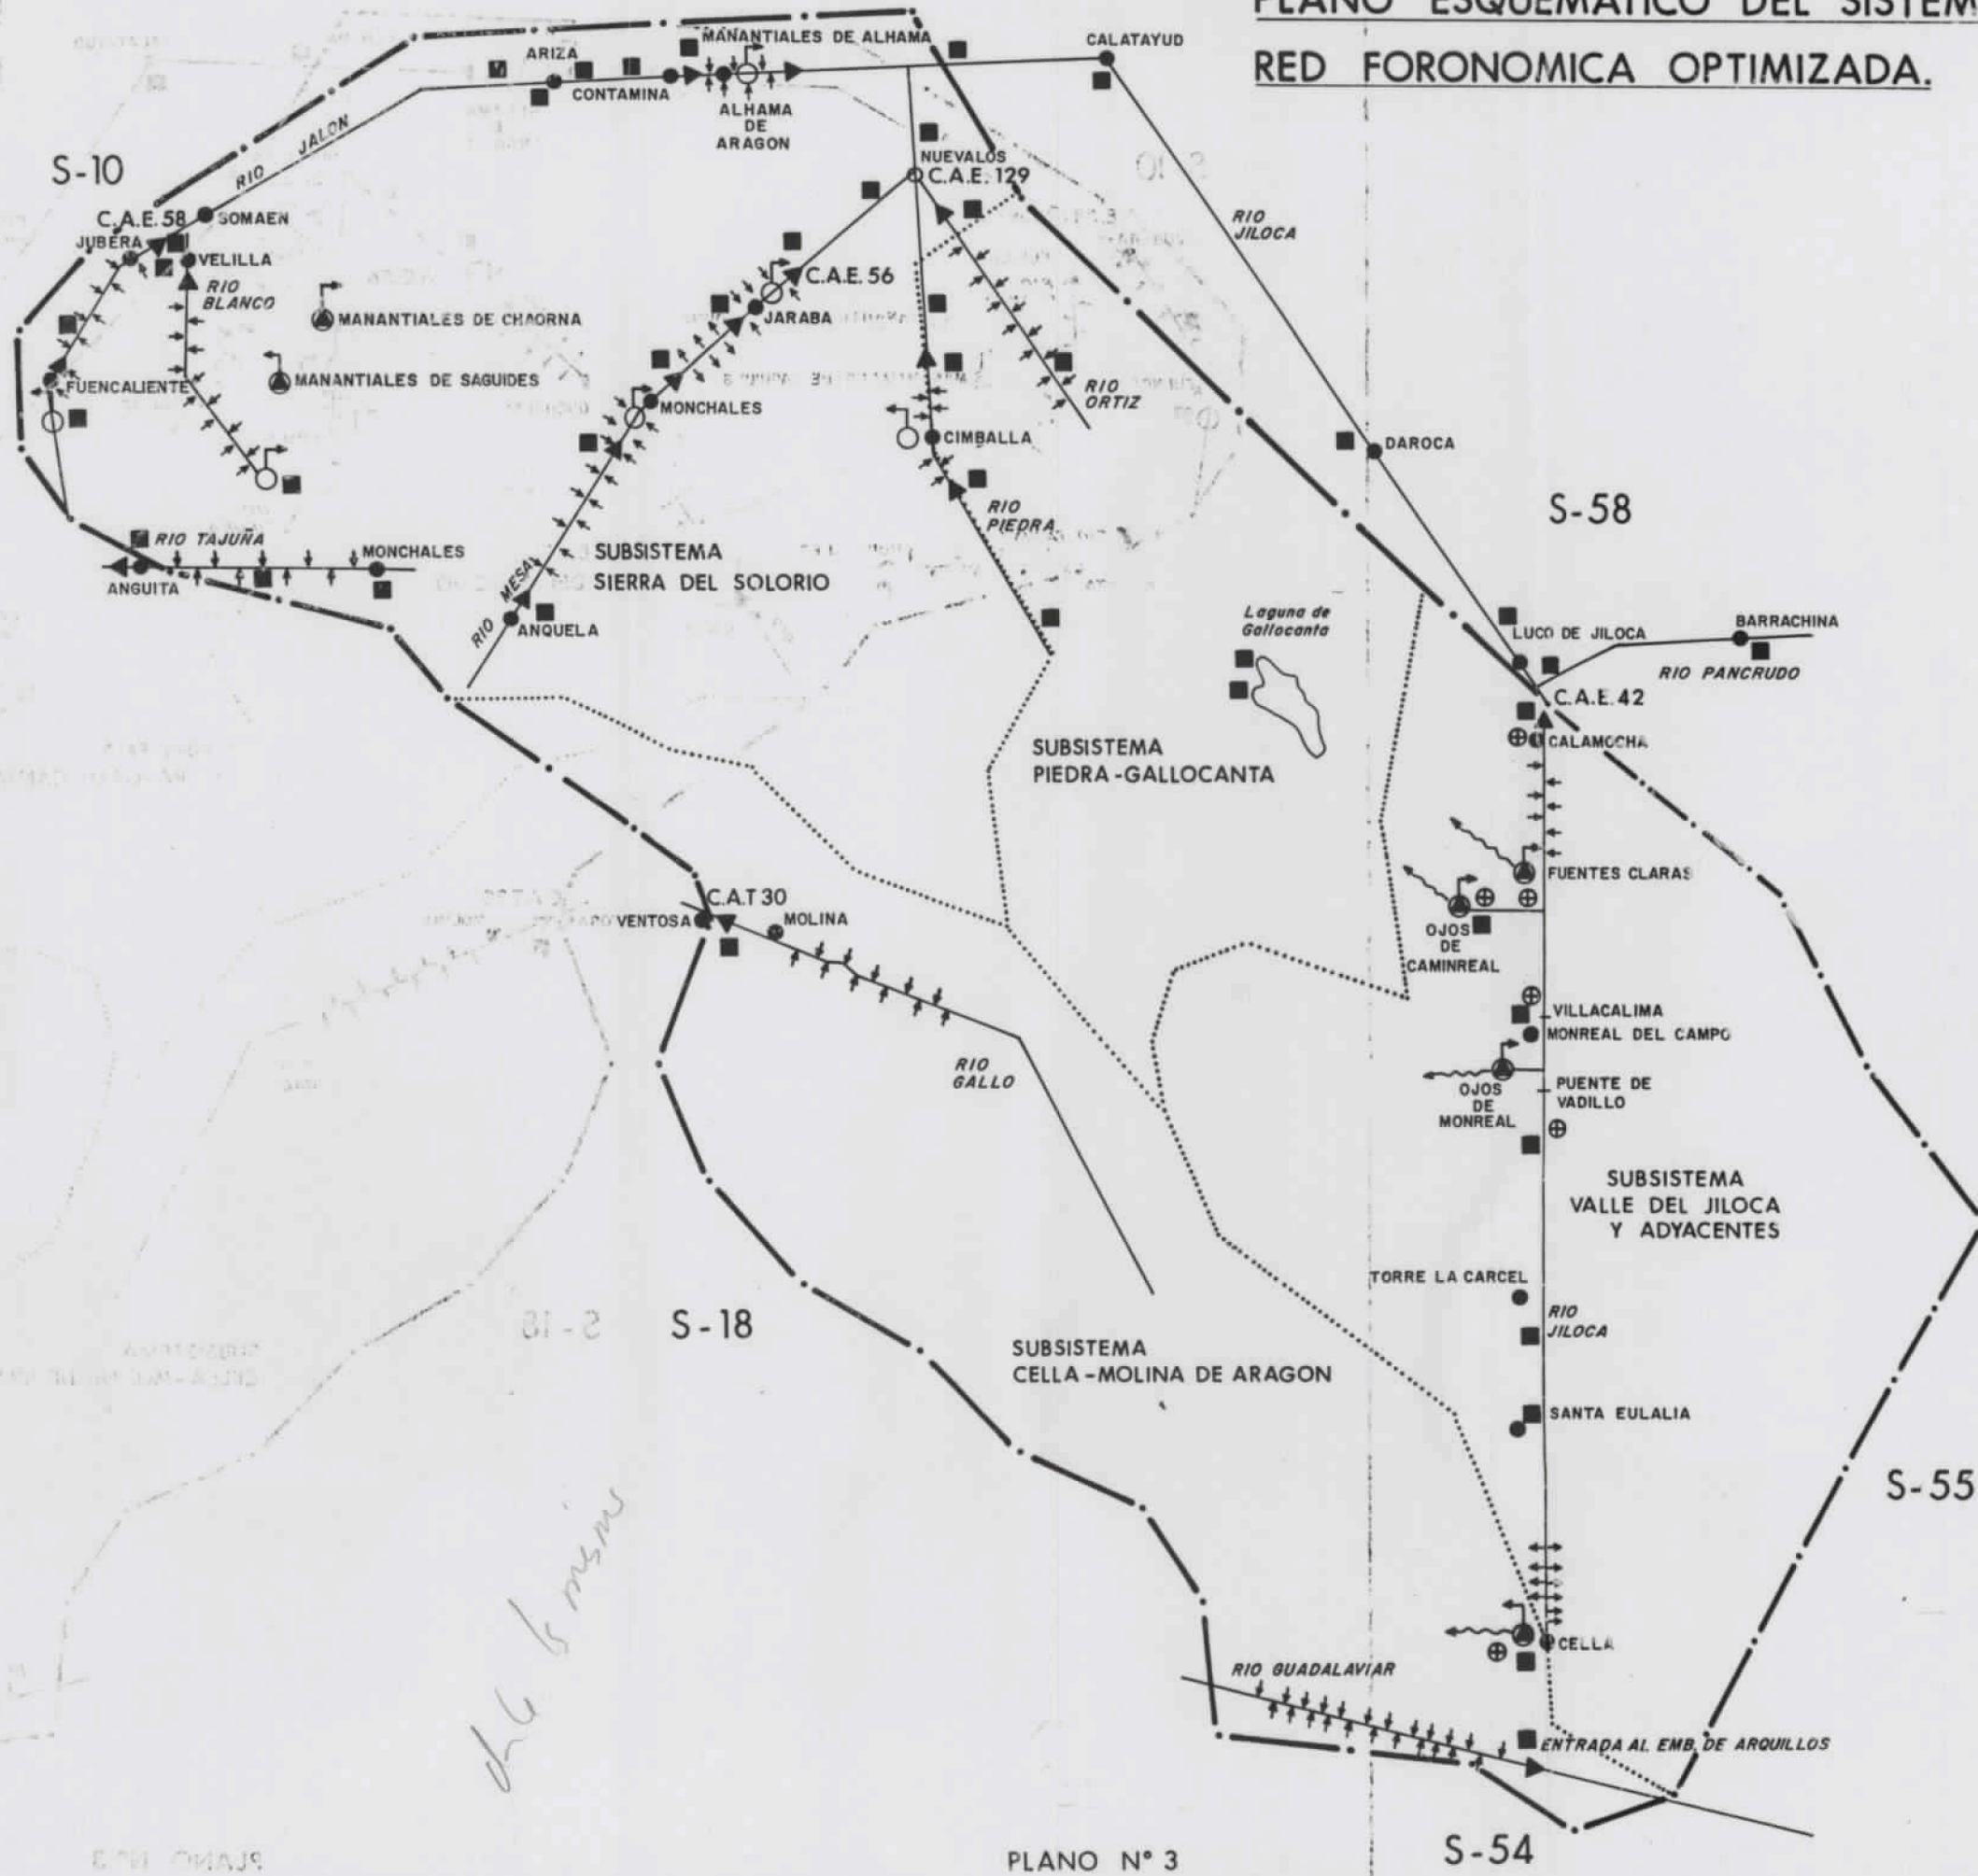 PLANO ESQUEMATICO DEL SISTEM
RED FORONOMICA OPTIMIZADA.
MANANTIALES DE ALHAMA
CALATAYUD
ARIZA
CONTAMINA
ALHAMA
DE
ARAGON
RIO JALON
S-10
NUEVALOS
C.A.E. 129
C.A.E. 58
SOMAEN
JUBERA
VELILLA
RIO
BLANCO
RIO
JILOCA
C.A.E. 56
JARABA
MANANTIALES DE CHAORNA
MANANTIALES DE SAGUIDES
FUENCALIENTE
MONCHALES
RIO
ORTIZ
CIMBALLA
DAROCA
RIO
PIEDRA
S-58
RIO TAJUÑA
MONCHALES
ANGUITA
SUBSISTEMA
SIERRA DEL SOLORIO
RIO MESA
ANQUELA
Laguna de
Gallocanta
LUCO DE JILOCA
BARRACHINA
RIO PANCRUDO
C.A.E. 42
CALAMOCHA
SUBSISTEMA
PIEDRA-GALLOCANTA
FUENTES CLARAS
C.A.T 30
VENTOSA
MOLINA
OJOS
DE
CAMINREAL
VILLACALIMA
MONREAL DEL CAMPO
RIO
GALLO
OJOS
DE
MONREAL
PUENTE DE
VADILLO
SUBSISTEMA
VALLE DEL JILOCA
Y ADYACENTES
TORRE LA CARCEL
RIO
JILOCA
S-18
SUBSISTEMA
CELLA-MOLINA DE ARAGON
SANTA EULALIA
S-55
CELLA
RIO GUADALAVIAR
ENTRADA AL EMB. DE ARQUILLOS
S-54
PLANO N° 3